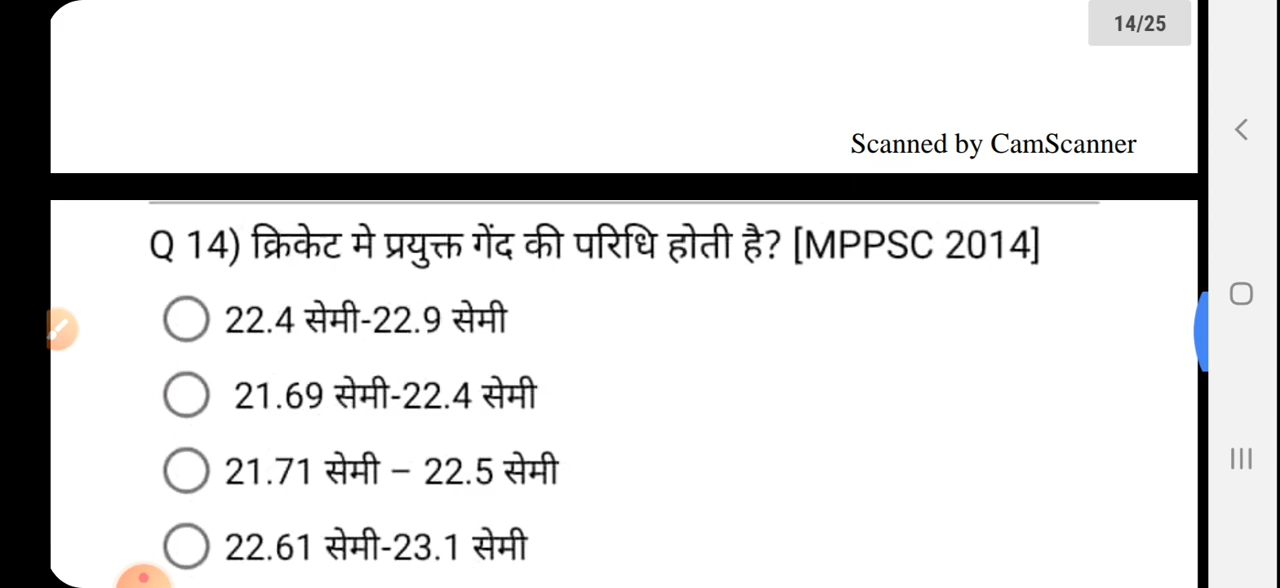 14/25
Scanned by CamScanner
Q 14) क्रिकेट मे प्रयुक्त गेंद की परिधि होती है? [MPPSC 2014]
22.4 सेमी-22.9 सेमी
21.69 सेमी-22.4 सेमी
21.71 सेमी – 22.5 सेमी
22.61 सेमी-23.1 सेमी